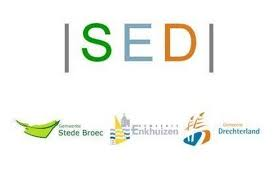 |SED|
Gemeente
Stede Broec
GEMEENTE
Enkhuizen
Gemeente
Drechterland